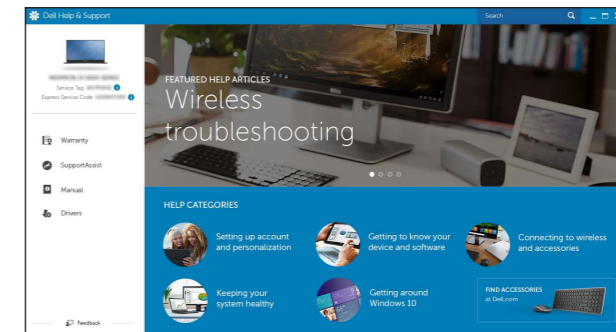 Dell Help & Support
Search
Service Tag:
Express Service Code:
Warranty
SupportAssist
Manual
Drivers
Feedback
FEATURED HELP ARTICLES
Wireless
troubleshooting
HELP CATEGORIES
Setting up account
and personalization
Getting to know your
device and software
Connecting to wireless
and accessories
Keeping your
system healthy
Getting around
Windows 10
FIND ACCESSORIES
at Dell.com